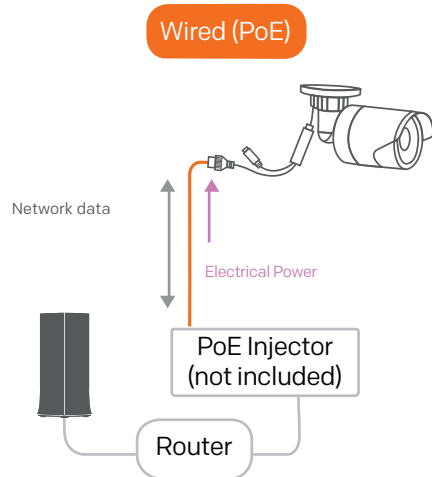 Wired (PoE)
Network data
Electrical Power
PoE Injector
(not included)
Router